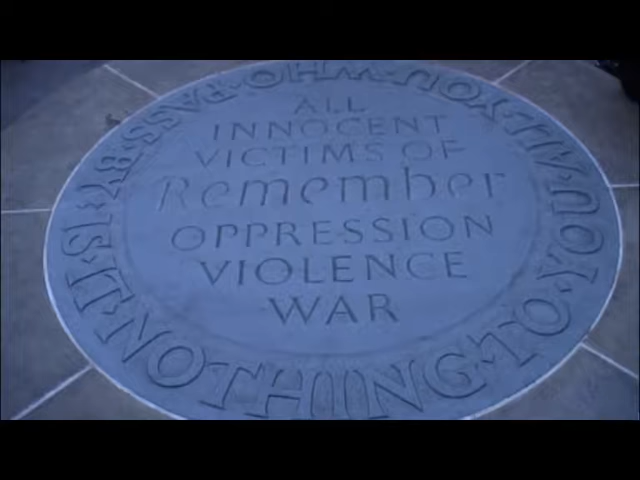 ALL
INNOCENT
VICTIMS OF
Remember
OPPRESSION
VIOLENCE
WAR
IS·IT·NOTHING·TO·YOU·ALL·YOU·WHO·PASS·BY·